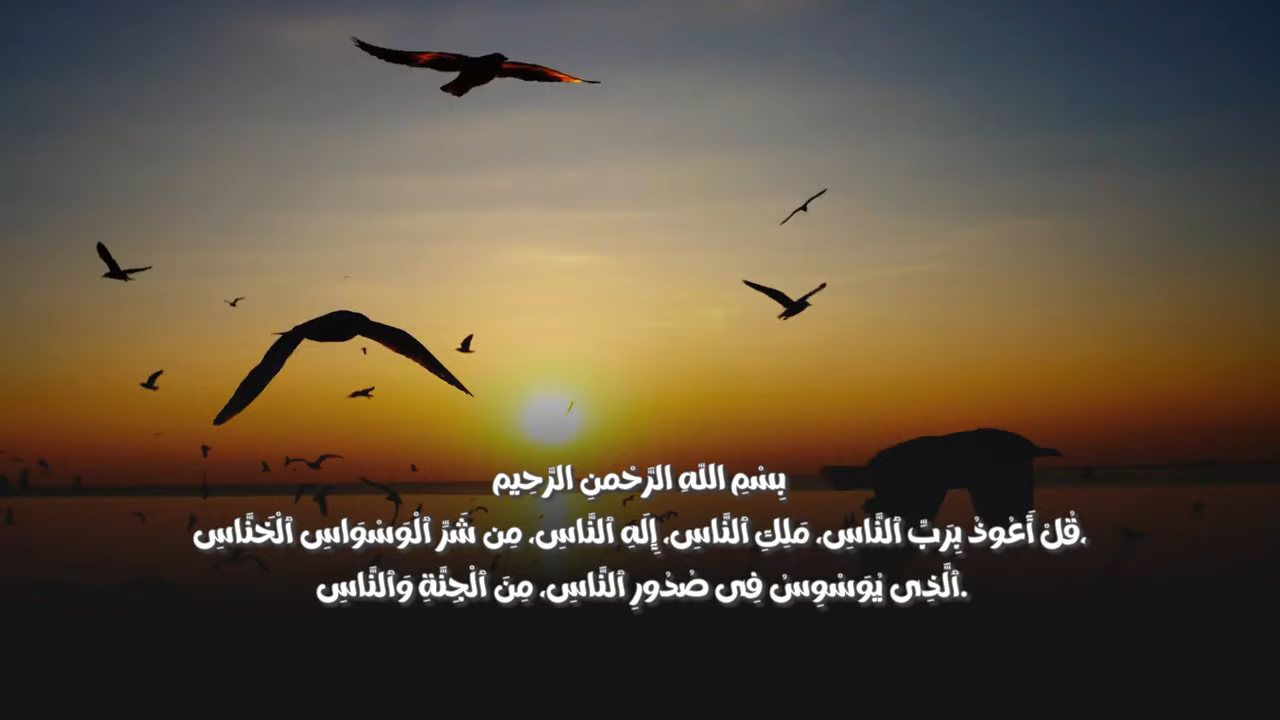 بِسْمِ اللَّهِ الرَّحْمنِ الرَّحِيمِ
قُلْ أَعُوذُ بِرَبِّ ٱلنَّاسِ، مَلِكِ ٱلنَّاسِ، إِلَهِ ٱلنَّاسِ، مِن شَرِّ ٱلْوَسْوَاسِ ٱلْخَنَّاسِ،
ٱلَّذِى يُوَسْوِسُ فِى صُدُورِ ٱلنَّاسِ، مِنَ ٱلْجِنَّةِ وَٱلنَّاسِ.